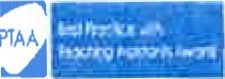 PTAA
Best Practice with
Teaching Assistants Award